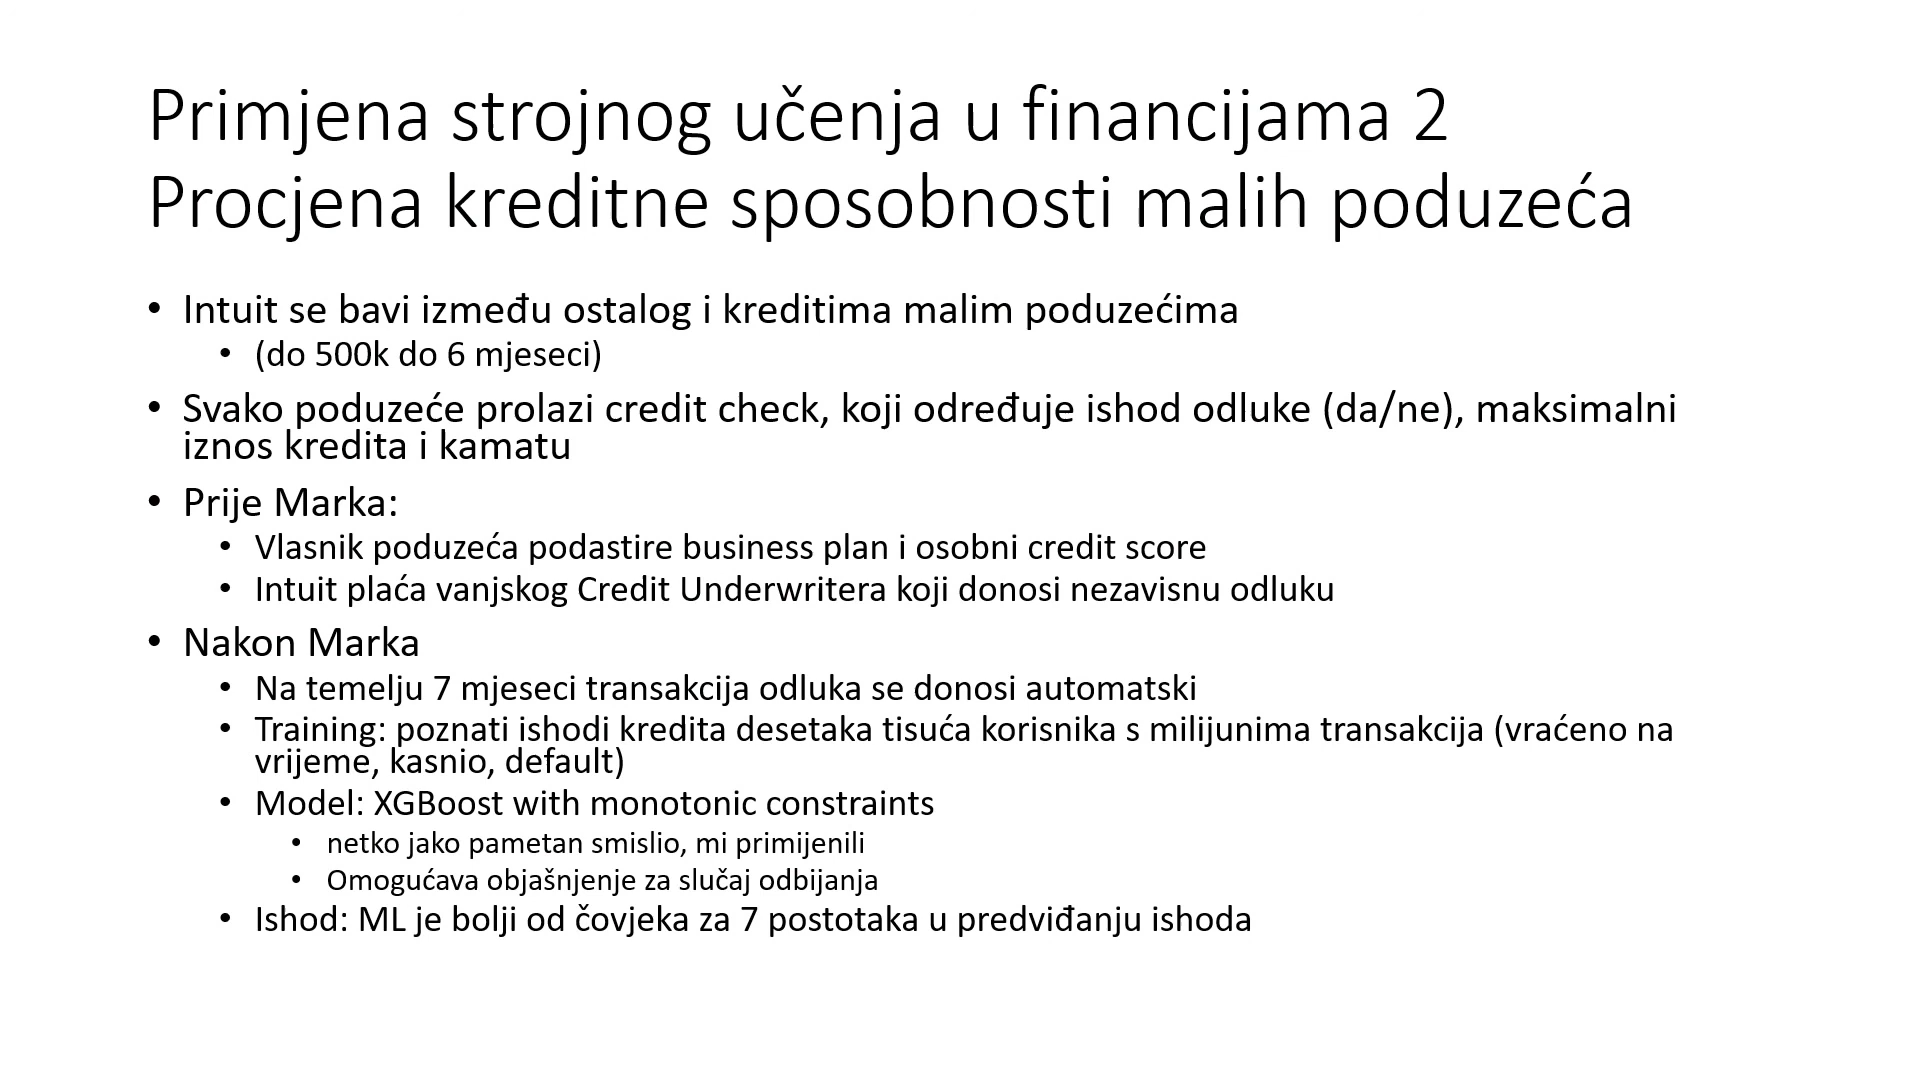 Primjena strojnog učenja u financijama 2
Procjena kreditne sposobnosti malih poduzeća
• Intuit se bavi između ostalog i kreditima malim poduzećima
• (do 500k do 6 mjeseci)
• Svako poduzeće prolazi credit check, koji određuje ishod odluke (da/ne), maksimalni
iznos kredita i kamatu
• Prije Marka:
• Vlasnik poduzeća podastire business plan i osobni credit score
• Intuit plaća vanjskog Credit Underwritera koji donosi nezavisnu odluku
• Nakon Marka
• Na temelju 7 mjeseci transakcija odluka se donosi automatski
• Training: poznati ishodi kredita desetaka tisuća korisnika s milijunima transakcija (vraćeno na
vrijeme, kasnio, default)
• Model: XGBoost with monotonic constraints
• netko jako pametan smislio, mi primijenili
• Omogućava objašnjenje za slučaj odbijanja
• Ishod: ML je bolji od čovjeka za 7 postotaka u predviđanju ishoda